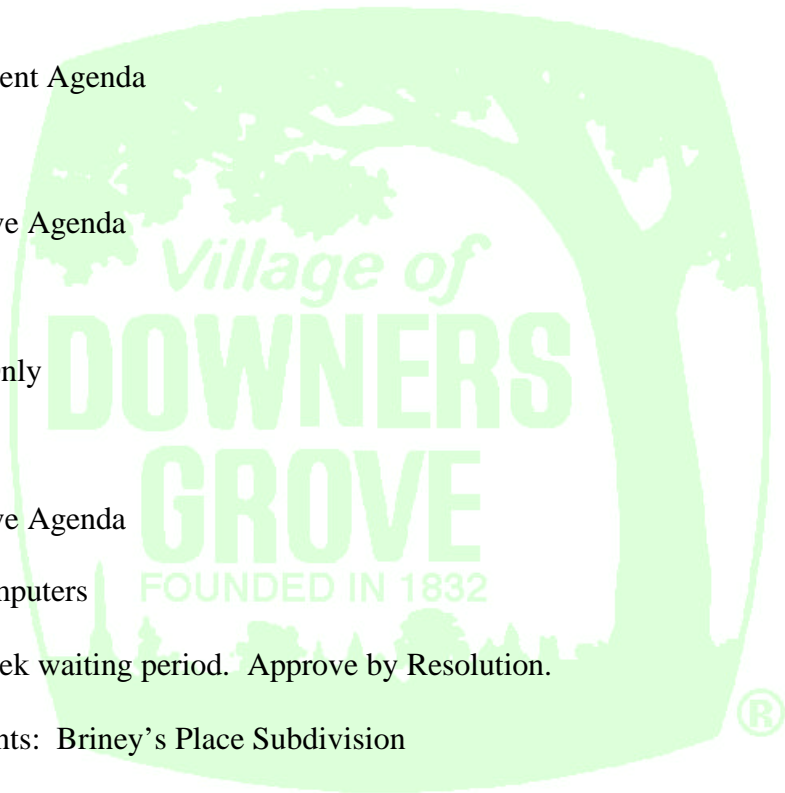 ent Agenda
ve Agenda
Village of
DOWNERS
nly
GROVE
ve Agenda
FOUNDED IN 1832
nputers
ek waiting period. Approve by Resolution.
®
nts: Briney’s Place Subdivision